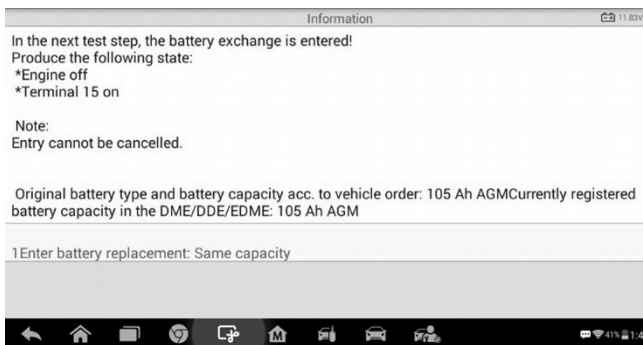 Information
11.83V
In the next test step, the battery exchange is entered!
Produce the following state:
*Engine off
*Terminal 15 on
Note:
Entry cannot be cancelled.
Original battery type and battery capacity acc. to vehicle order: 105 Ah AGMCurrently registered
battery capacity in the DME/DDE/EDME: 105 Ah AGM
1Enter battery replacement: Same capacity
M
41%